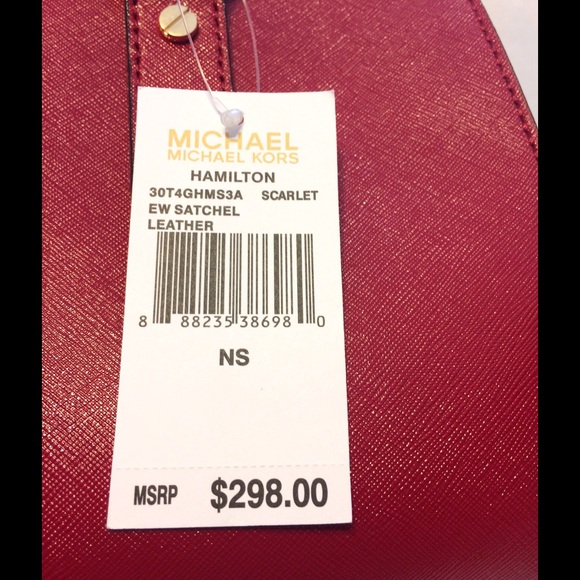 MICHAEL
MICHAEL KORS
HAMILTON
30T4GHMS3A SCARLET
EW SATCHEL
LEATHER
8 88235 38698 0
NS
MSRP $298.00